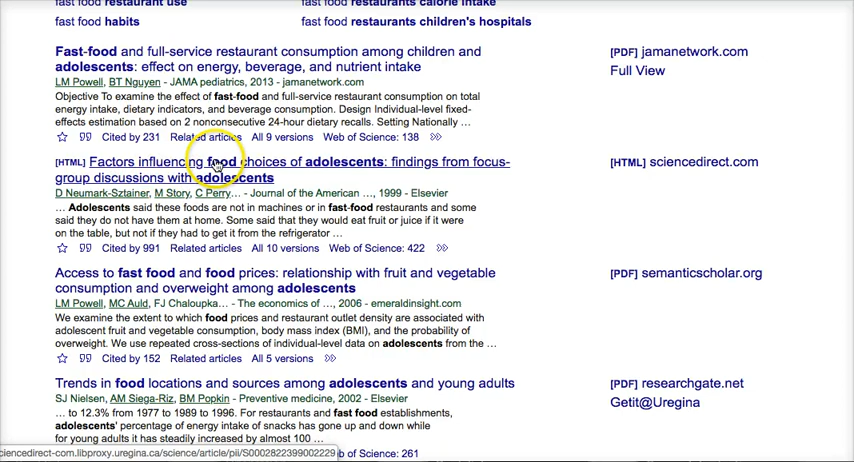 fast food restaurant use
fast food restaurants calorie intake
fast food habits
fast food restaurants children's hospitals
Fast-food and full-service restaurant consumption among children and
adolescents: effect on energy, beverage, and nutrient intake
[PDF] jamanetwork.com
Full View
LM Powell, BT Nguyen - JAMA pediatrics, 2013 - jamanetwork.com
Objective To examine the effect of fast-food and full-service restaurant consumption on total
energy intake, dietary indicators, and beverage consumption. Design Individual-level fixed-
effects estimation based on 2 nonconsecutive 24-hour dietary recalls. Setting Nationally …
Cited by 231 Related articles All 9 versions Web of Science: 138
[HTML] Factors influencing food choices of adolescents: findings from focus-
group discussions with adolescents
[HTML] sciencedirect.com
D Neumark-Sztainer, M Story, C Perry… - Journal of the American …, 1999 - Elsevier
… Adolescents said these foods are not in machines or in fast-food restaurants and some
said they do not have them at home. Some said that they would eat fruit or juice if it were
on the table, but not if they had to get it from the refrigerator …
Cited by 991 Related articles All 10 versions Web of Science: 422
Access to fast food and food prices: relationship with fruit and vegetable
consumption and overweight among adolescents
[PDF] semanticscholar.org
LM Powell, MC Auld, FJ Chaloupka… - The economics of …, 2006 - emeraldinsight.com
We examine the extent to which food prices and restaurant outlet density are associated with
adolescent fruit and vegetable consumption, body mass index (BMI), and the probability of
overweight. We use repeated cross-sections of individual-level data on adolescents from the …
Cited by 152 Related articles All 5 versions
Trends in food locations and sources among adolescents and young adults
[PDF] researchgate.net
Getit@Uregina
SJ Nielsen, AM Siega-Riz, BM Popkin - Preventive medicine, 2002 - Elsevier
… to 12.3% from 1977 to 1989 to 1996. For restaurants and fast food establishments,
adolescents' percentage of energy intake of snacks has gone up and down while
for young adults it has steadily increased by almost 100 …
ciencedirect-com.libproxy.uregina.ca/science/article/pii/S0002822399002229
b of Science: 261